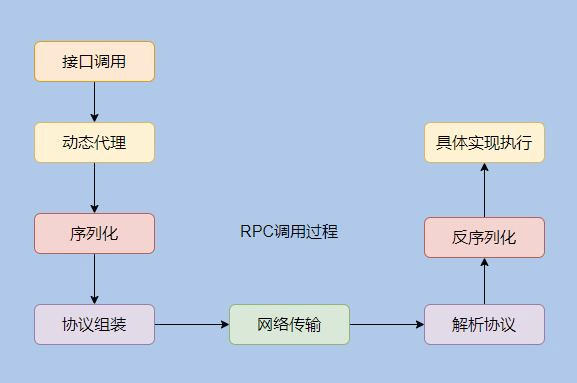 接口调用
动态代理
具体实现执行
序列化
RPC调用过程
反序列化
协议组装
网络传输
解析协议